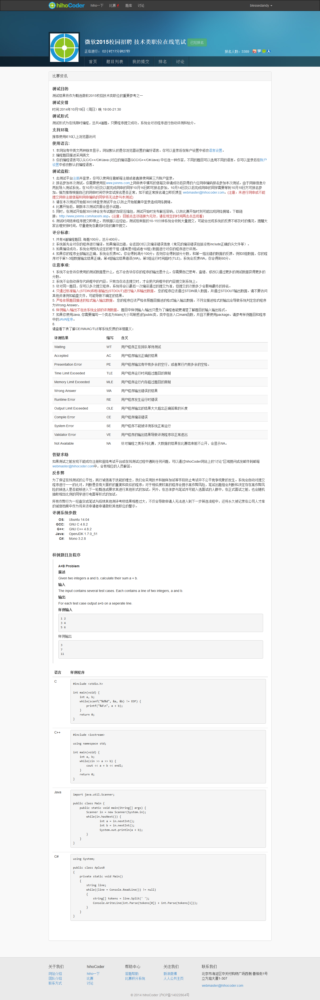 hihoCoder hiho一下 比赛 题库 讨论 blessedandy
微软2015校园招聘 技术类职位在线笔试 已经报名
正在进行: 02小时17分钟27秒 报名人数: 3389
首页 题目列表 我的提交 排名 讨论
比赛资讯
测试目的
测试结果将作为甄选微软2015校招技术类职位的重要参考之一
测试安排
时间:2014年10月19日（周日）晚 19:00-21:30
测试形式
测试形式为在线限时编程，总共4道题。只要程序提交成功，系统会对该程序进行自动评测和给分。
支持环境
推荐使用IE10以上浏览器访问
使用语言:
1. 本网站有中英文两种版本显示，网站默认的是你浏览器设置的偏好语言。你可以登录后在账户设置中修改语言设置。
2. 编程题目描述采用英文
3. 你的编程语言可以从C/C++/C#/Java (对应的编译器GCC/G++/C#/Java) 中任选一种作答，不同的题目可以选用不同的语言。你可以登录后在账户
设置中修改默认的编程语言。
测试流程:
1. 去测试平台注册并登录。你可以使用任意邮箱注册或者直接使用第三方账户登录。
2. 报名参加本次测试。你需要使用在www.joinms.com上网申表中填写的信息及申请成功后获得的六位网申编码报名参加本次测试。由于网审信息分
两批导入测试系统，在10月13日及以前完成网申的同学10月16日即可报名参加，10月14日及以后完成网申的同学需要等到10月18日方可报名参
加。强烈推荐根据自己的网申时间尽快尝试报名是否正常，如不能正常报名请立即反馈至 webmaster@hihocoder.com。(注意：未进行网申或不能
提交网审注册信箱和网申编码的同学将无法参与本测试)
3. 请在本次测试开始前30分钟登录测试平台,以防止开始前集中登录造成网络拥堵。
4. 比赛开始后，刷新本次测试页面会显示试题。
5. 同时，在测试开始前30分钟会发布试题的加密压缩包，测试开始时发布解压密码，以防比赛开始时刻可能出现网络拥堵。下载链
接：http://www.joinms.com/kaoshi.asp。(注意：目前点击该链接为无效，请在规定的时间再去点击观看)
6. 测试时间结束程序提交即停止。而根据以往经验，测试结束前的10-15分钟系统会收到大量提交，可能会出现系统的反馈不够及时的情况。提醒大
家合理安排时间，尽量避免在最后时段的集中提交。
评分标准:
1. 共有4道编程题目, 每题100分，总分400分。
2. 系统首先会对你的程序进行编译。如果编译出错，会返回CE以及编译错误信息（常见的编译错误包括没有include正确的头文件等）。
3. 如果编译成功，系统会用预先设定的若干组 (通常是5组或者10组) 数据进行对你的程序进行评测。
4. 如果你的程序全部输出正确，系统会反馈AC，你会得到满分100分；否则你会得到部分分数，和第一组出错的数据的反馈。例如5组数据，你的程
序对于第1-3组数据输出结果正确，第4组输出结果错误(WA)，第5组运行时间超时(TLE)，系统会反馈WA，你会得到60分。
注意事项:
1. 系统不会告诉你使用的测试数据是什么，也不会告诉你你的程序的输出是什么。你需要自己思考、查错、修改以通过更多的测试数据获得更多的
分数。
2. 系统不会自动保存代码框中的内容。只有当你点击提交时，才会把代码框中的内容提交到系统上。
3. 针对同一题目，你可以多次提交程序，系统将会以最后一次编译通过的提交为准，但提交的次数多少会影响最终的排名。
4. 只通过标准输入(STDIN)和标准输出(STDOUT)进行输入和输出数据。 您的程序应该通过STDIN读入数据，并通过STDOUT输出数据。请不要访问
其他资源例如磁盘文件，可能导致不确定的结果。
5. 严格依照题目描述的格式输入输出数据。 您的程序应该严格依照题目描述的格式输入输出数据。不符合描述格式的输出会导致系统判定您的程序
为Wrong Answer。
6. 样例输入/输出不包含系统全部的评测数据。 题目中样例输入/输出只是为了编程者能更清楚了解题目的输入输出格式。
7. 如果你使用Java, 你需要编写一个类名为Main(大小写敏感)的public类，类中包含入口main函数，并且不要使用package。请参考样例题目和程序
中的JAVA程序。
8.
请查看下表了解CE/WA/AC/TLE等系统反馈的详细意义：
评测结果 缩写 含义
Waiting WT 用户程序正在排队等待测试
Accepted AC 用户程序输出正确的结果
Presentation Error PE 用户程序输出有中有多余的空行，或者某行内有多余的空格。
Time Limit Exceeded TLE 用户程序运行时间超过题目的限制
Memory Limit Exceeded MLE 用户程序运行内存超过题目的限制
Wrong Answer WA 用户程序输出错误的结果
Runtime Error RE 用户程序发生运行时错误
Output Limit Exceeded OLE 用户程序输出的结果大大超出正确答案的长度
Compile Error CE 用户程序编译错误
System Error SE 用户程序不能被评测系统正常运行
Validator Error VE 用户程序的输出结果导致评测程序非正常退出
Not Available NA 针对编程之美系列比赛，大数据的结果在比赛结束前不公开，会显示NA。
答疑求助
如果测试之前发现不能成功注册和登陆考试平台或在线测试过程中遇到任何问题，可以通过hihoCoder网站上的“讨论”区域提问或发邮件到邮箱
webmaster@hihocoder.com中，会有相应的人员解答。
反作弊
为了保证在线测试的公平性，践行诚信高于技能的理念，我们会采用技术和抽样加试等手段防止考试中不公平竞争现象的发生。系统会自动对提交
程序进行一一的比对，判断是否有大面积的重复和类似的程序；对于相似度较高的程序会提示高作弊风险，笔试出题组会判断和决定存在高作弊风
险的候选人是否能够进入下一轮甄选或要求其进行其他形式的加试。另外，在总体参与笔试并可能入选面试的人群中，在正式面试之前，也会随机
抽取相当比例的同学进行电面等形式的加试。
所有作弊行为一经查实或笔试与后续其他测评考核结果相差过大，不仅会导致申请人无法进入到下一步筛选流程中，还将永久被记录在公司人才库
的诚信档案中作为将来该申请者申请微软其他职位的警示。
评测系统参数
OS: Ubuntu 14.04
GCC: GNU C 4.8.2
G++: GNU C++ 4.8.2
Java: OpenJDK 1.7.0_51
C#: Mono 3.2.8
样例题目及程序
A+B Problem
描述
Given two integers a and b, calculate their sum a + b.
输入
The input contains several test cases. Each contains a line of two integers, a and b.
输出
For each test case output a+b on a seperate line.
样例输入
1 2
3 4
5 6
样例输出
3
7
11
语言 样例程序
C
#include <stdio.h>
int main(void) {
int a, b;
while(scanf("%d%d", &a, &b) != EOF) {
printf("%d\n", a + b);
}
return 0;
}
C++
#include <iostream>
using namespace std;
int main(void) {
int a, b;
while(cin >> a >> b) {
cout << a + b << endl;
}
return 0;
}
Java
import java.util.Scanner;
public class Main {
public static void main(String[] args) {
Scanner in = new Scanner(System.in);
while(in.hasNext()) {
int a = in.nextInt();
int b = in.nextInt();
System.out.println(a + b);
}
}
}
C#
using System;
public class AplusB
{
private static void Main()
{
string line;
while((line = Console.ReadLine()) != null)
{
string[] tokens = line.Split(' ');
Console.WriteLine(int.Parse(tokens[0]) + int.Parse(tokens[1]));
}
}
}
关于我们 hihoCoder 帮助中心 关注我们 联系我们
网站介绍 hiho一下 答题帮助 新浪微博 北京市海淀区中关村购物广场西侧 善缘街1号
团队介绍 比赛 比赛积分系统 人人公共主页 立方庭大厦1-307
联系方式 讨论 webmaster@hihocoder.com
© 2014 hihoCoder 沪ICP备14022864号